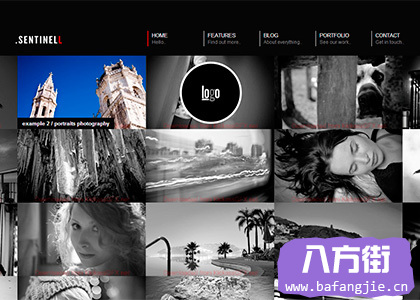 .SENTINELL
HOME
Hello.
FEATURES
Find out more.
BLOG
About everything.
PORTFOLIO
See our work.
CONTACT
Get in touch.
Logo
example 2 / portraits photography
八方街
www.bafangjie.cn